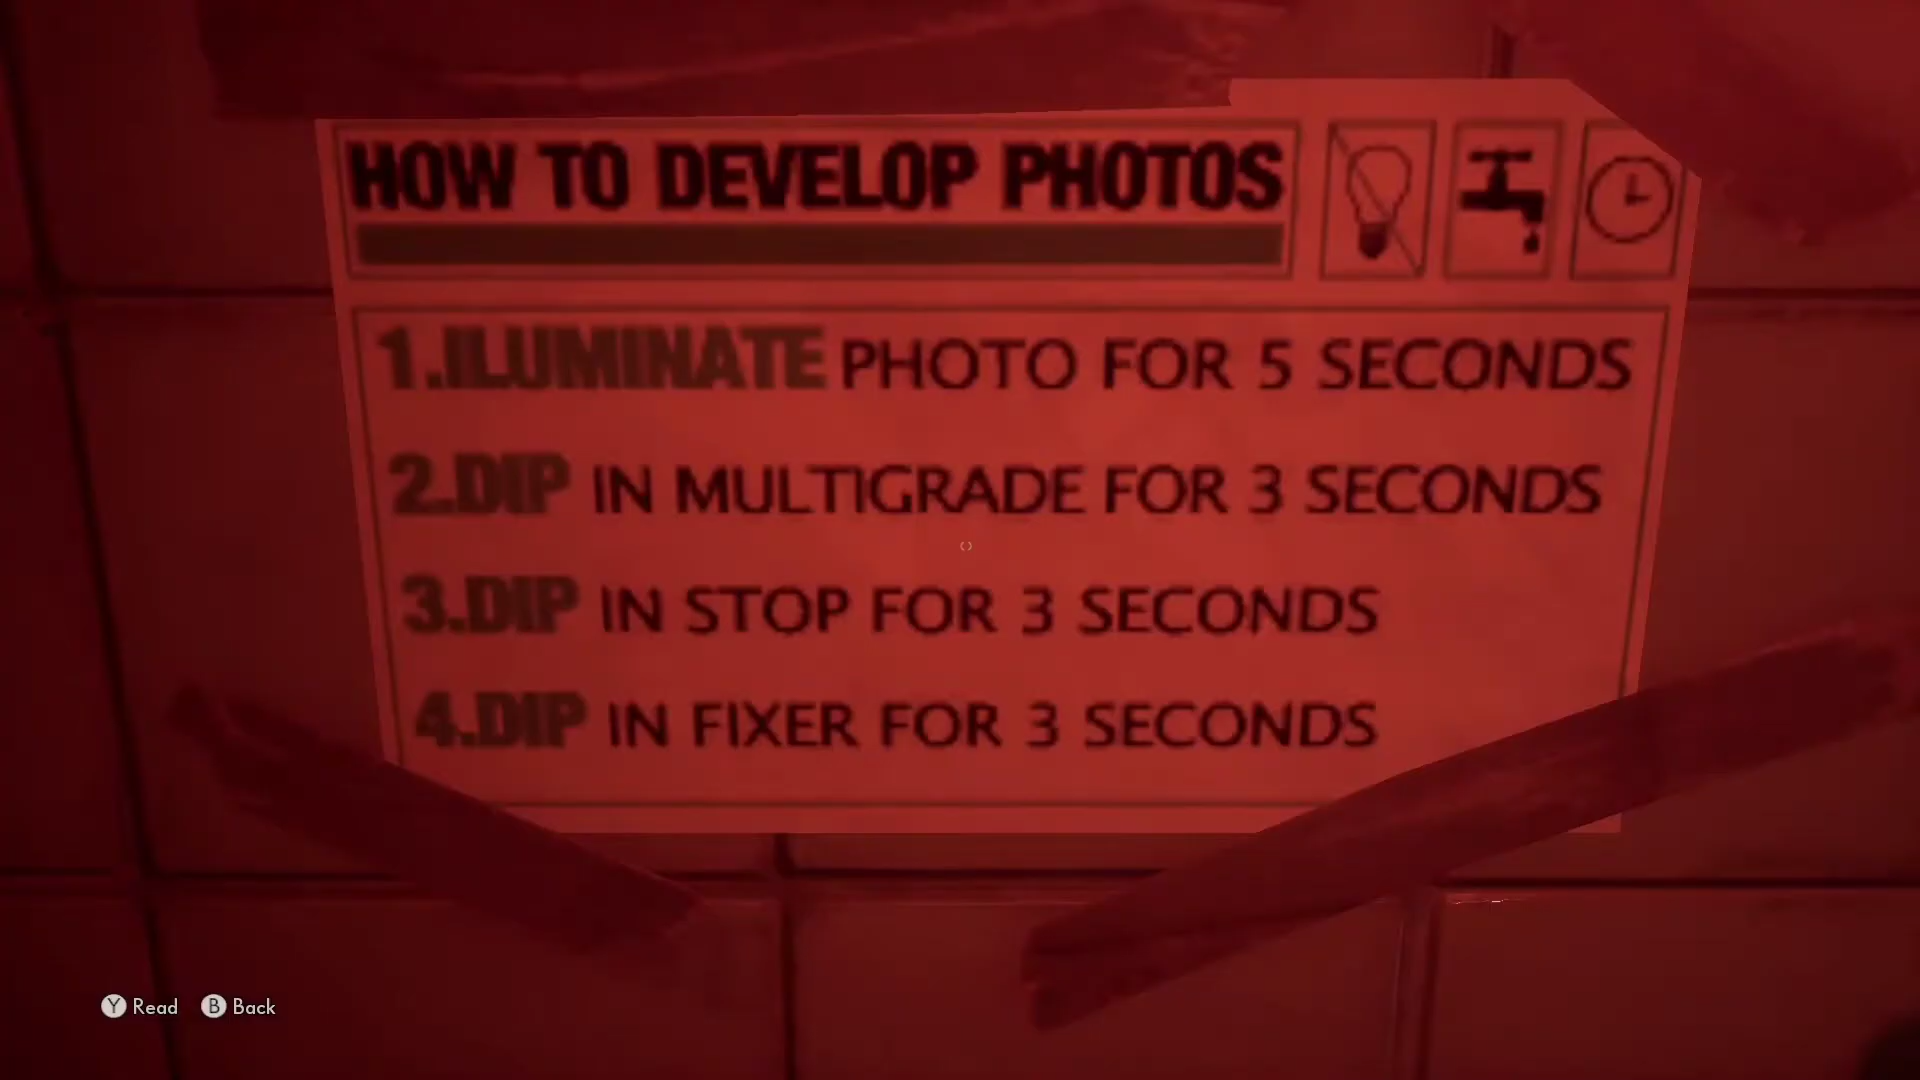 HOW TO DEVELOP PHOTOS
1.ILUMINATE PHOTO FOR 5 SECONDS
2.DIP IN MULTIGRADE FOR 3 SECONDS
3.DIP IN STOP FOR 3 SECONDS
4.DIP IN FIXER FOR 3 SECONDS
Y Read B Back